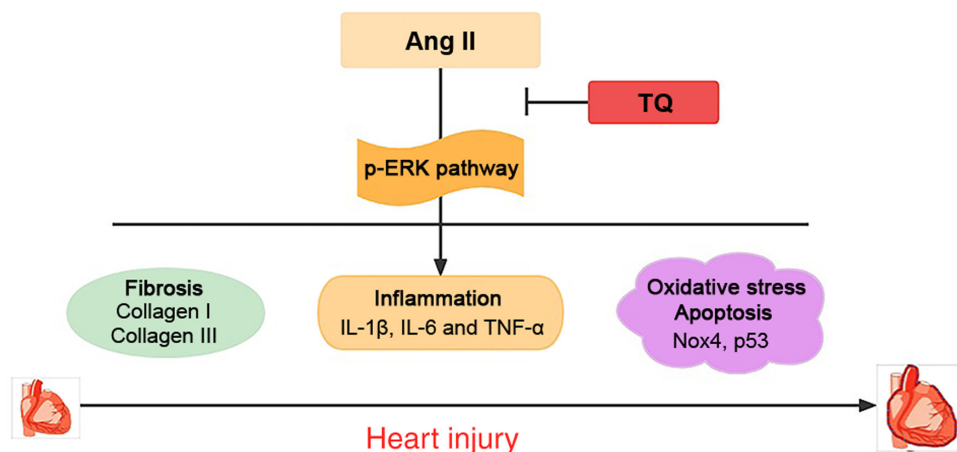 Ang II
TQ
p-ERK pathway
Fibrosis
Collagen I
Collagen III
Inflammation
IL-1β, IL-6 and TNF-α
Oxidative stress
Apoptosis
Nox4, p53
Heart injury